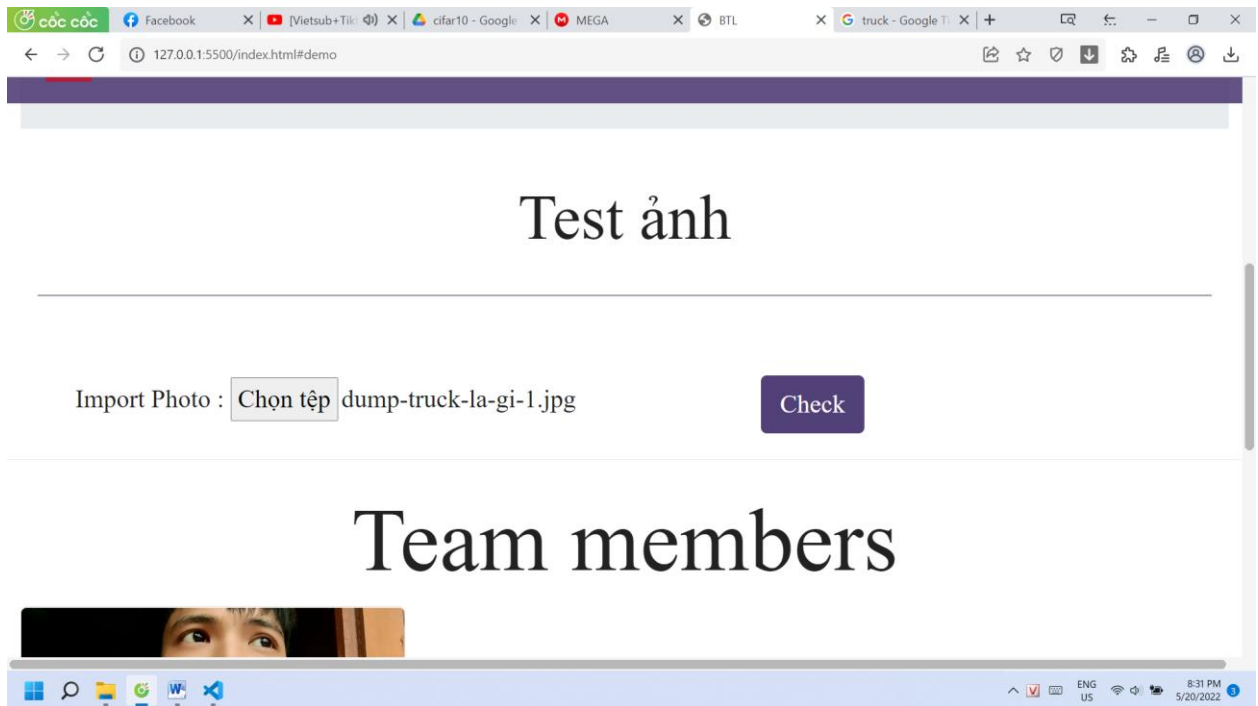 cốc cốc
Facebook
[Vietsub+Tik
cifar10 - Google
MEGA
BTL
truck - Google T
127.0.0.1:5500/index.html#demo
Test ảnh
Import Photo : Chọn tệp dump-truck-la-gi-1.jpg
Check
Team members
ENG
US
8:31 PM
5/20/2022
3